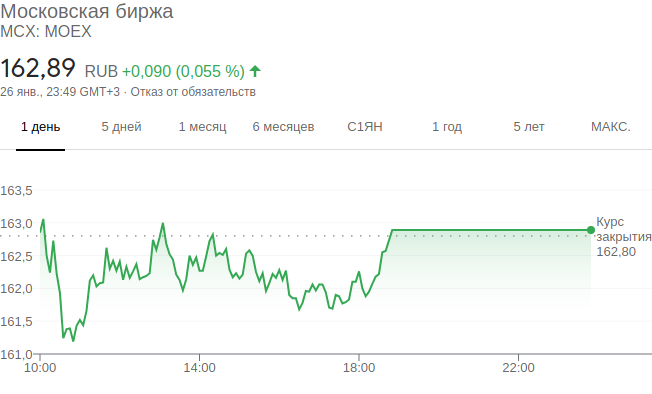 Московская биржа
MCX: MOEX
162,89 RUB +0,090 (0,055 %)
26 янв., 23:49 GMT+3 · Отказ от обязательств
1 день 5 дней 1 месяц 6 месяцев С1ЯН 1 год 5 лет МАКС.
163,5
163,0
Курс
закрытия
162,80
162,5
162,0
161,5
161,0
10:00 14:00 18:00 22:00